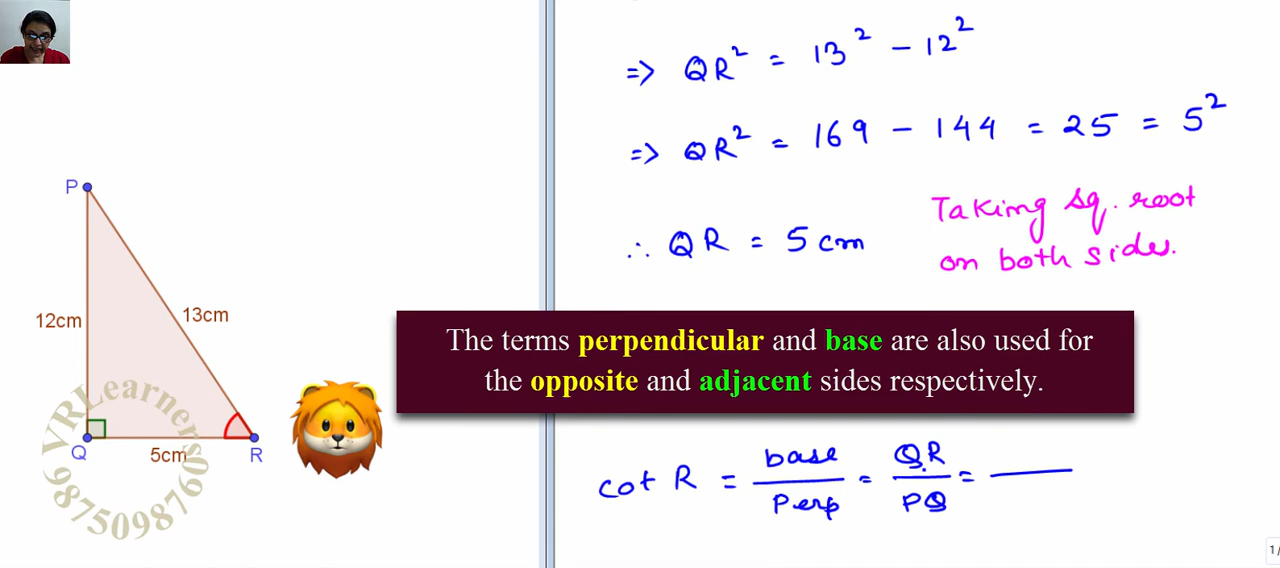 ⇒ QR² = 13² − 12²
⇒ QR² = 169 − 144 = 25 = 5²
∴ QR = 5 cm
Taking sq. root
on both sides.
The terms perpendicular and base are also used for
the opposite and adjacent sides respectively.
cot R = base/Perp = QR/PQ = —
P
12cm
13cm
Q
5cm
R
VRLearners
9875098760
1/